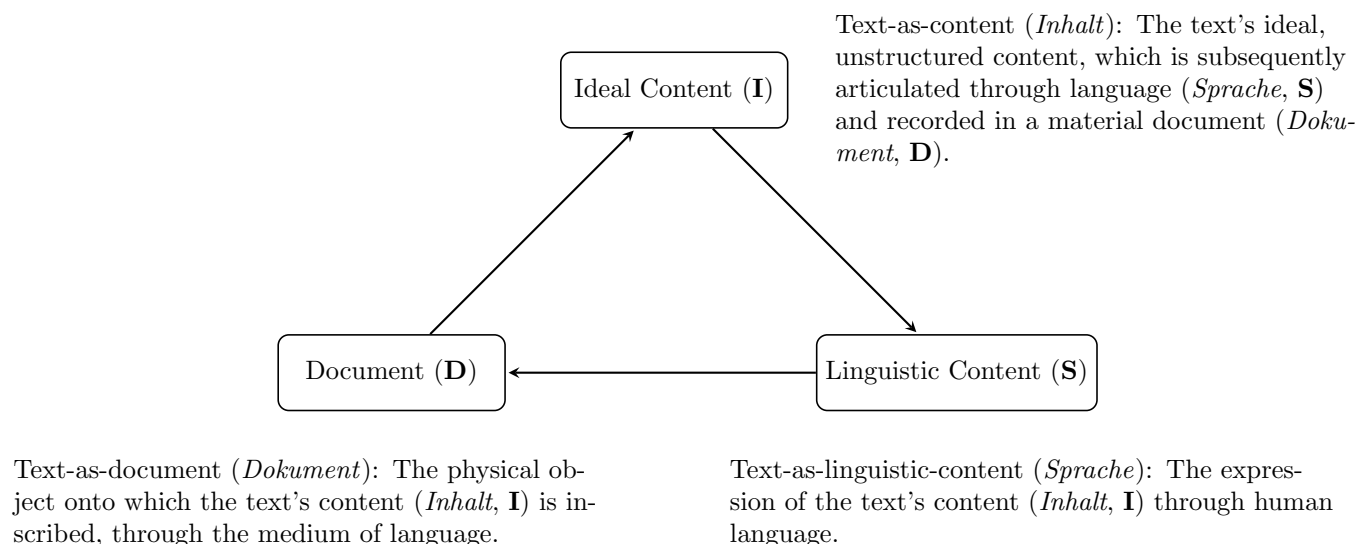 Text-as-content (Inhalt): The text's ideal,
unstructured content, which is subsequently
articulated through language (Sprache, S)
and recorded in a material document (Doku-
ment, D).
Ideal Content (I)
Document (D)
Linguistic Content (S)
Text-as-document (Dokument): The physical ob-
ject onto which the text's content (Inhalt, I) is in-
scribed, through the medium of language.
Text-as-linguistic-content (Sprache): The expres-
sion of the text's content (Inhalt, I) through human
language.